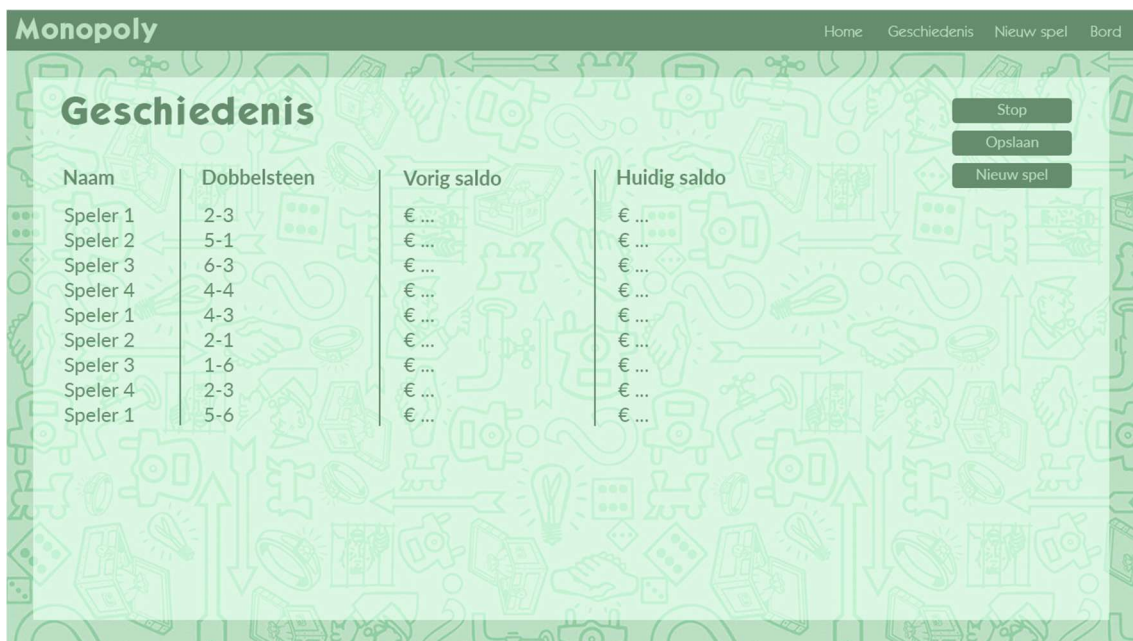 Monopoly Home Geschiedenis Nieuw spel Bord
Geschiedenis
Stop
Opslaan
Nieuw spel
Naam Dobbelsteen Vorig saldo Huidig saldo
Speler 1 2-3 € ... € ...
Speler 2 5-1 € ... € ...
Speler 3 6-3 € ... € ...
Speler 4 4-4 € ... € ...
Speler 1 4-3 € ... € ...
Speler 2 2-1 € ... € ...
Speler 3 1-6 € ... € ...
Speler 4 2-3 € ... € ...
Speler 1 5-6 € ... € ...